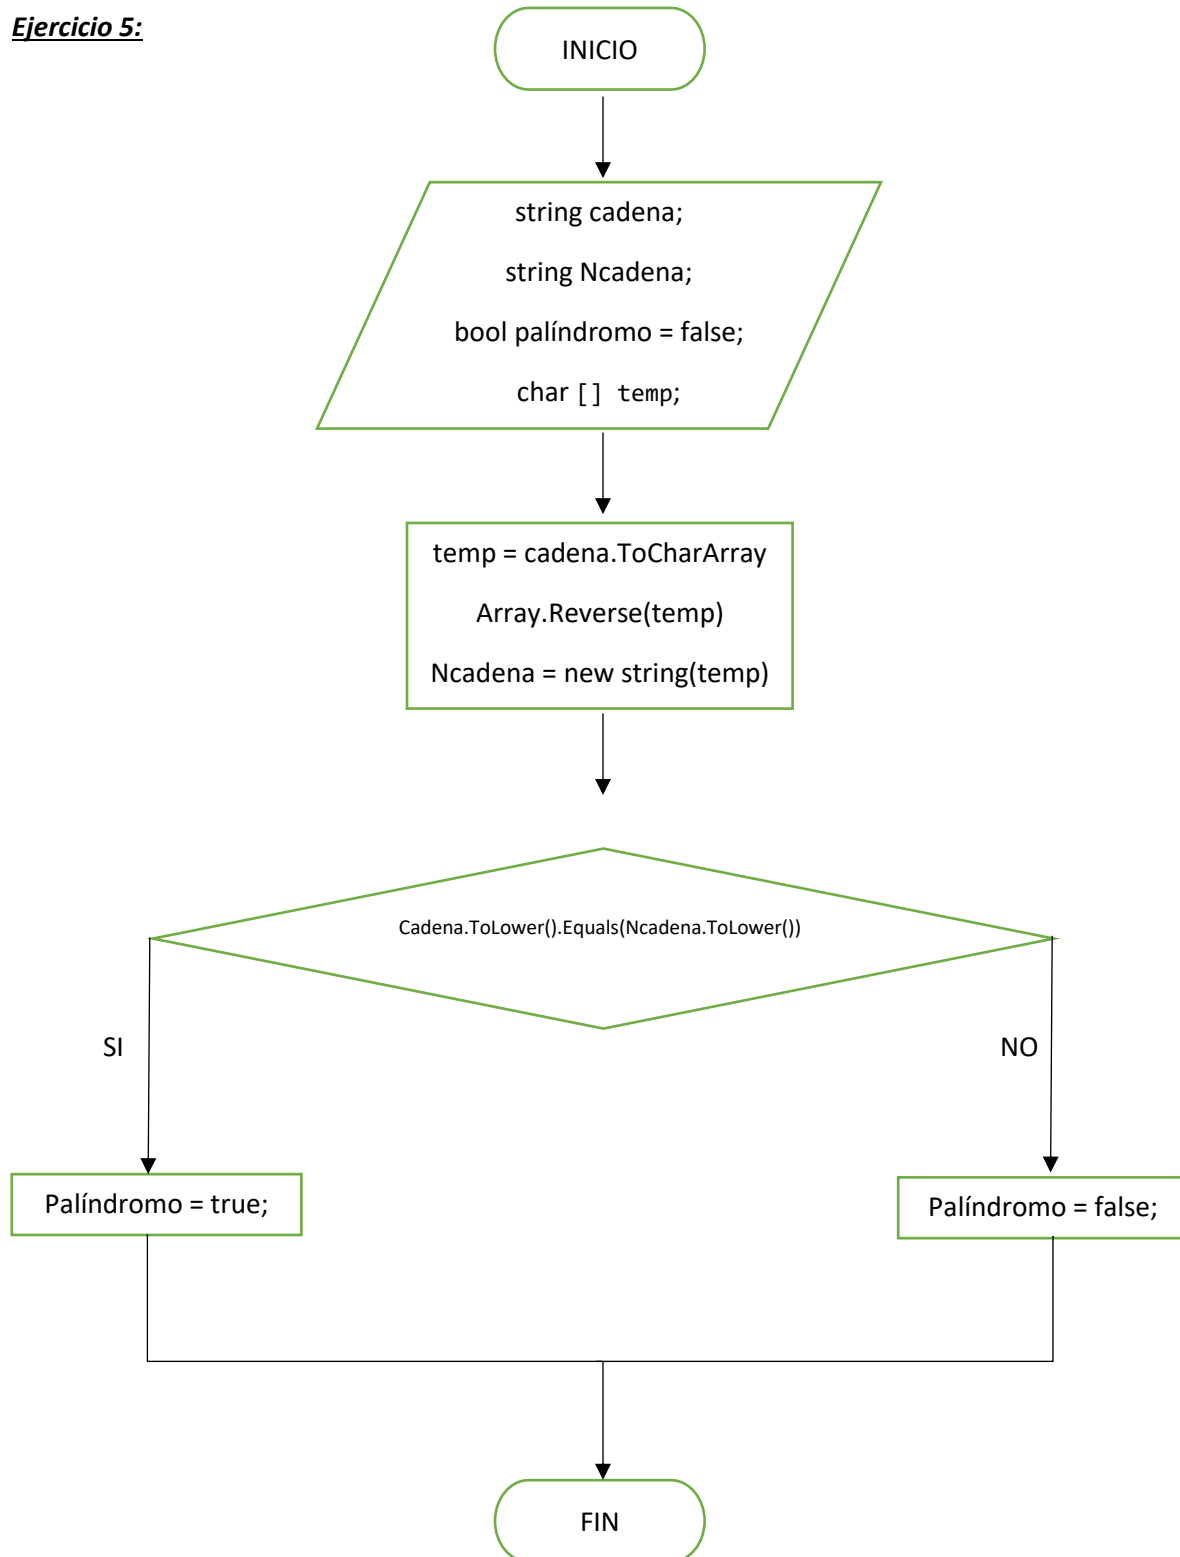 Ejercicio 5:
INICIO
string cadena;
string Ncadena;
bool palíndromo = false;
char [] temp;
temp = cadena.ToCharArray
Array.Reverse(temp)
Ncadena = new string(temp)
Cadena.ToLower().Equals(Ncadena.ToLower())
SI
NO
Palíndromo = true;
Palíndromo = false;
FIN